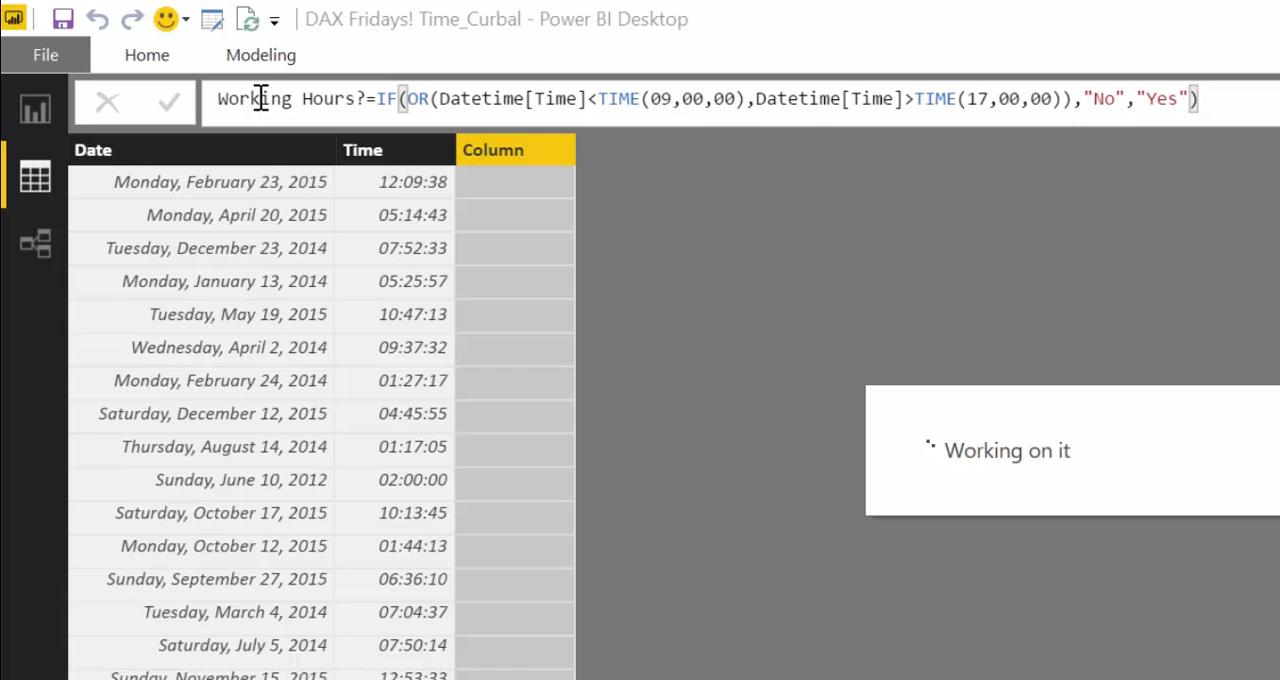 DAX Fridays! Time_Curbal - Power BI Desktop
File Home Modeling
Working Hours?=IF(OR(Datetime[Time]<TIME(09,00,00),Datetime[Time]>TIME(17,00,00)),"No","Yes")
Date Time Column
Monday, February 23, 2015 12:09:38
Monday, April 20, 2015 05:14:43
Tuesday, December 23, 2014 07:52:33
Monday, January 13, 2014 05:25:57
Tuesday, May 19, 2015 10:47:13
Wednesday, April 2, 2014 09:37:32
Monday, February 24, 2014 01:27:17
Saturday, December 12, 2015 04:45:55
Thursday, August 14, 2014 01:17:05
Working on it
Sunday, June 10, 2012 02:00:00
Saturday, October 17, 2015 10:13:45
Monday, October 12, 2015 01:44:13
Sunday, September 27, 2015 06:36:10
Tuesday, March 4, 2014 07:04:37
Saturday, July 5, 2014 07:50:14
Sunday, November 15, 2015 12:53:33